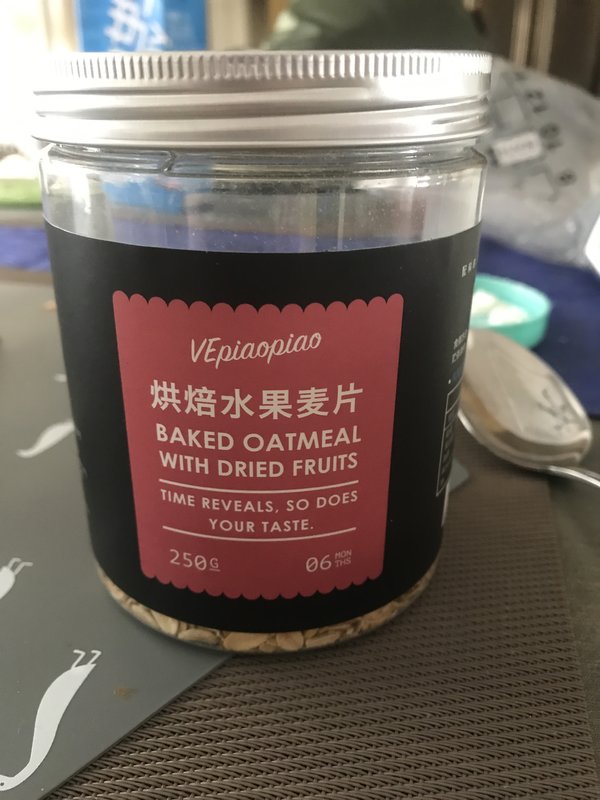 VEpiaopiao
烘焙水果麦片
BAKED OATMEAL
WITH DRIED FRUITS
TIME REVEALS, SO DOES
YOUR TASTE.
250G
06 MON
THS